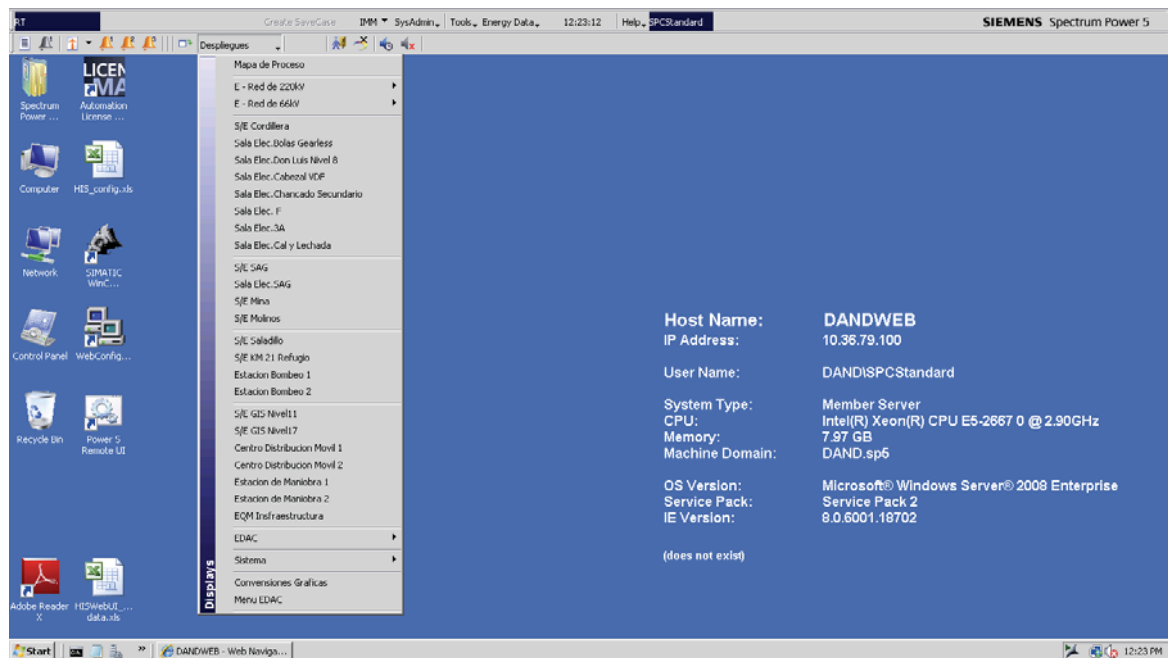 RT
Create SaveCase
IMM SysAdmin Tools Energy Data 12:23:12 Help SPCStandard
SIEMENS Spectrum Power 5
Despliegues
Mapa de Proceso
E - Red de 220kV
E - Red de 66kV
S/E Cordillera
Sala Elec.Bolas Gearless
Sala Elec.Don Luis Nivel 8
Sala Elec.Cabezal VDF
Sala Elec.Chancado Secundario
Sala Elec. F
Sala Elec.3A
Sala Elec.Cal y Lechada
S/E SAG
Sala Elec.SAG
S/E Mina
S/E Molinos
S/E Saladillo
S/E KM 21 Refugio
Estacion Bombeo 1
Estacion Bombeo 2
S/E GIS Nivel11
S/E GIS Nivel17
Centro Distribucion Movil 1
Centro Distribucion Movil 2
Estacion de Maniobra 1
Estacion de Maniobra 2
EQM Insfraestructura
EDAC
Sistema
Convensiones Graficas
Menu EDAC
Displays
Spectrum
Power ...
LICEN
MA
Automation
License ...
Computer
HIS_config.xls
Network
SIMATIC
WinC...
Control Panel
WebConfig...
Recycle Bin
Power 5
Remote UI
Adobe Reader
X
HISWebUI_...
data.xls
Host Name: DANDWEB
IP Address: 10.36.79.100
User Name: DAND\SPCStandard
System Type: Member Server
CPU: Intel(R) Xeon(R) CPU E5-2667 0 @ 2.90GHz
Memory: 7.97 GB
Machine Domain: DAND.sp5
OS Version: Microsoft® Windows Server® 2008 Enterprise
Service Pack: Service Pack 2
IE Version: 8.0.6001.18702
(does not exist)
Start
DANDWEB - Web Naviga...
12:23 PM